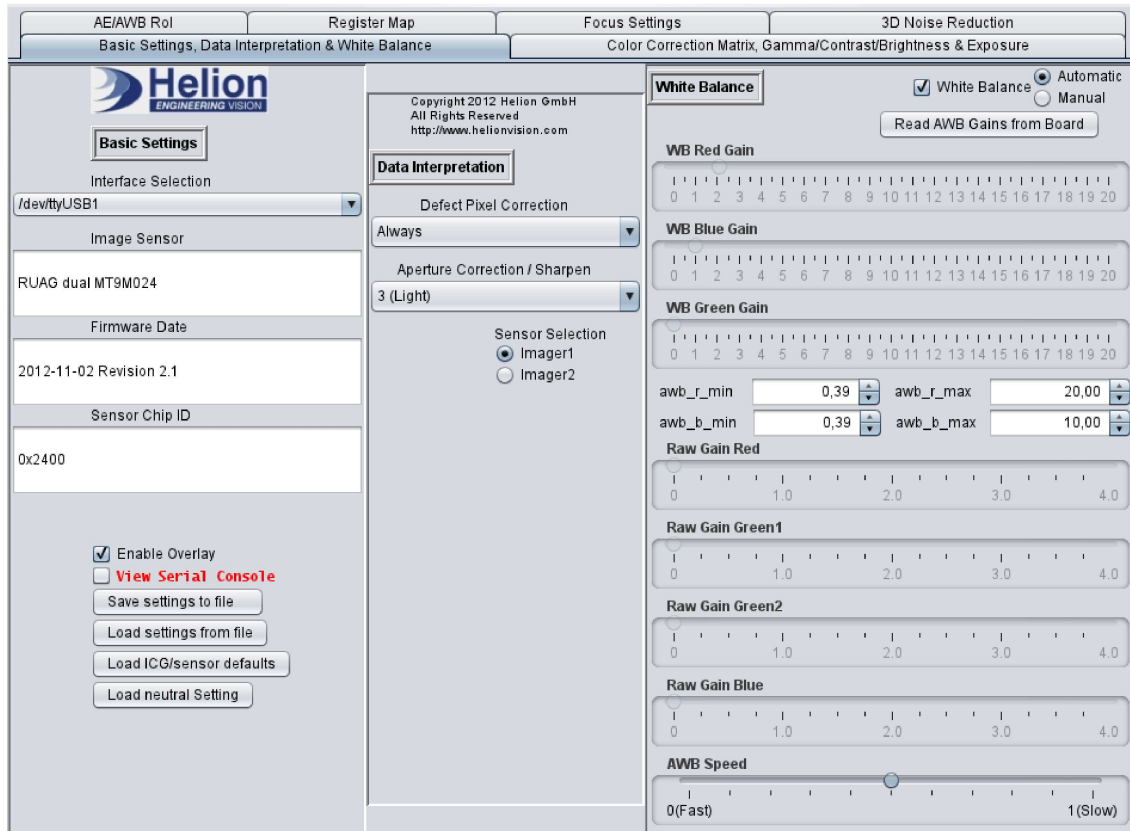 AE/AWB RoI
Register Map
Focus Settings
3D Noise Reduction
Basic Settings, Data Interpretation & White Balance
Color Correction Matrix, Gamma/Contrast/Brightness & Exposure
Helion
ENGINEERING VISION
Basic Settings
Interface Selection
/dev/ttyUSB1
Image Sensor
RUAG dual MT9M024
Firmware Date
2012-11-02 Revision 2.1
Sensor Chip ID
0x2400
Enable Overlay
View Serial Console
Save settings to file
Load settings from file
Load ICG/sensor defaults
Load neutral Setting
Copyright 2012 Helion GmbH
All Rights Reserved
http://www.helionvision.com
Data Interpretation
Defect Pixel Correction
Always
Aperture Correction / Sharpen
3 (Light)
Sensor Selection
Imager1
Imager2
White Balance
White Balance
Automatic
Manual
Read AWB Gains from Board
WB Red Gain
0 1 2 3 4 5 6 7 8 9 10 11 12 13 14 15 16 17 18 19 20
WB Blue Gain
0 1 2 3 4 5 6 7 8 9 10 11 12 13 14 15 16 17 18 19 20
WB Green Gain
0 1 2 3 4 5 6 7 8 9 10 11 12 13 14 15 16 17 18 19 20
awb_r_min 0,39 awb_r_max 20,00
awb_b_min 0,39 awb_b_max 10,00
Raw Gain Red
0 1.0 2.0 3.0 4.0
Raw Gain Green1
0 1.0 2.0 3.0 4.0
Raw Gain Green2
0 1.0 2.0 3.0 4.0
Raw Gain Blue
0 1.0 2.0 3.0 4.0
AWB Speed
0(Fast) 1(Slow)